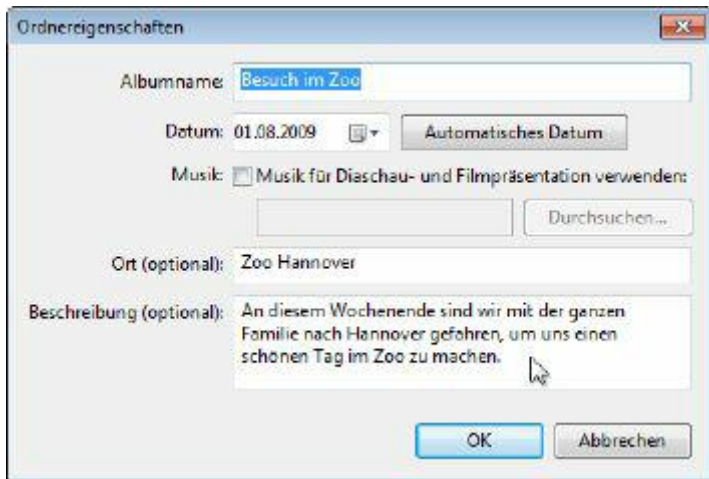 Ordnereigenschaften
Albumname: Besuch im Zoo
Datum: 01.08.2009 Automatisches Datum
Musik: Musik für Diaschau- und Filmpräsentation verwenden:
Durchsuchen...
Ort (optional): Zoo Hannover
Beschreibung (optional): An diesem Wochenende sind wir mit der ganzen
Familie nach Hannover gefahren, um uns einen
schönen Tag im Zoo zu machen.
OK Abbrechen